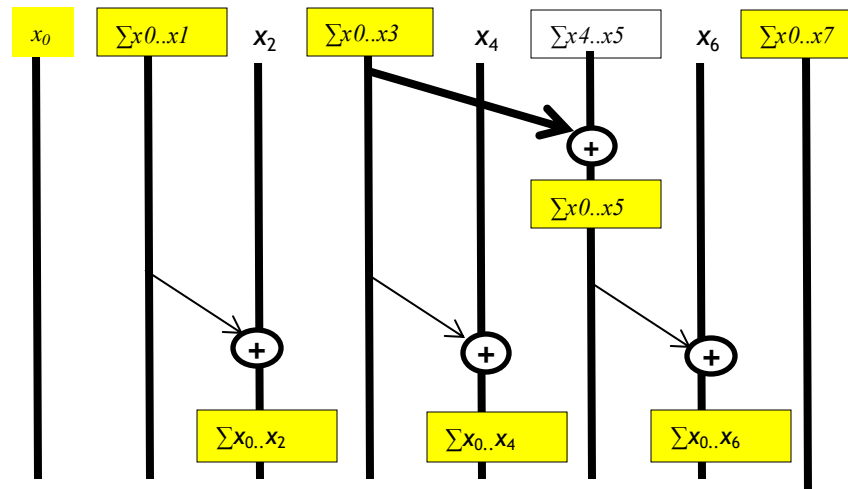 x₀ ∑x0..x1 x₂ ∑x0..x3 x₄ ∑x4..x5 x₆ ∑x0..x7
+
∑x0..x5
+ + +
∑x₀..x₂ ∑x₀..x₄ ∑x₀..x₆